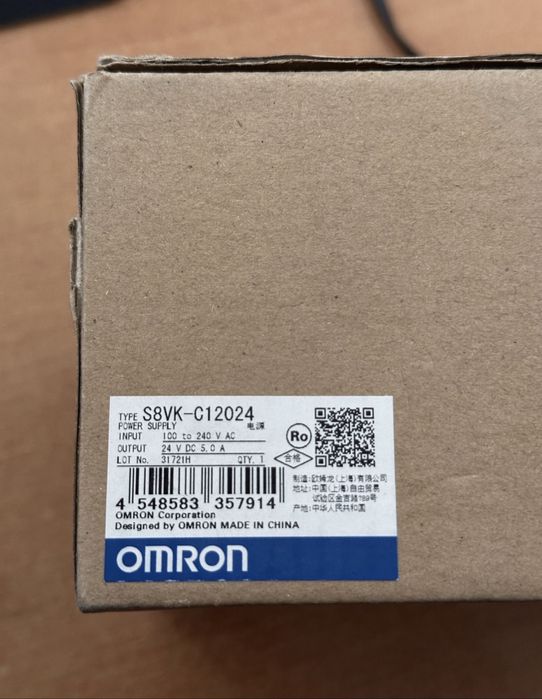 TYPE S8VK-C12024
POWER SUPPLY 电源
INPUT 100 to 240 V AC
OUTPUT 24 V DC 5.0 A
LOT No. 31721H QTY. 1
Ro
合格
4 548583 357914
OMRON Corporation
Designed by OMRON MADE IN CHINA
制造:欧姆龙(上海)有限公司
地址:中国(上海)自由贸易
试验区金吉路789号
产地:中华人民共和国
OMRON